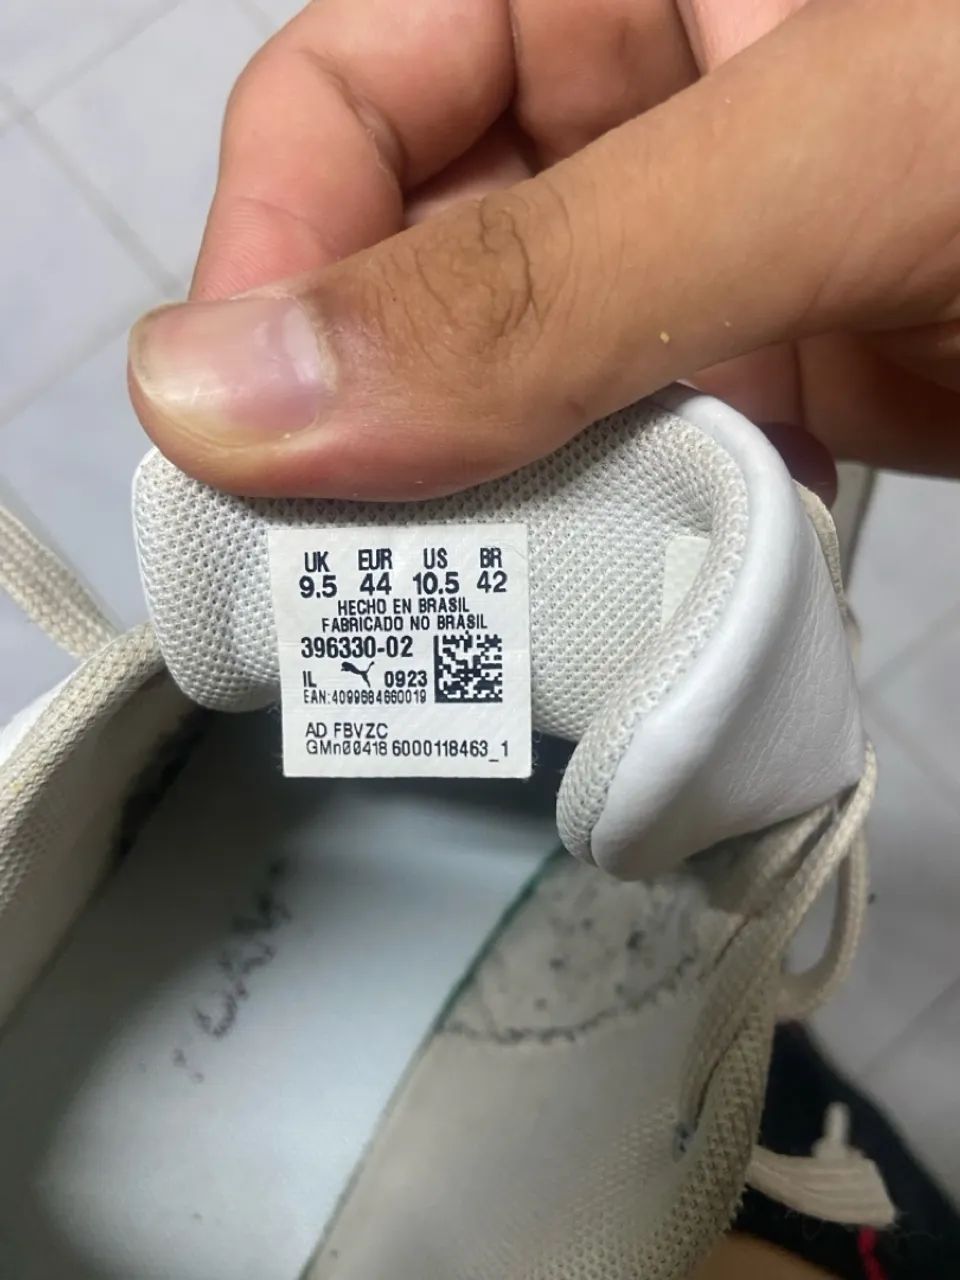 UK EUR US BR
9.5 44 10.5 42
HECHO EN BRASIL
FABRICADO NO BRASIL
396330-02
IL 0923
EAN:4099684660019
AD FBVZC
GMn00418 6000118463_1